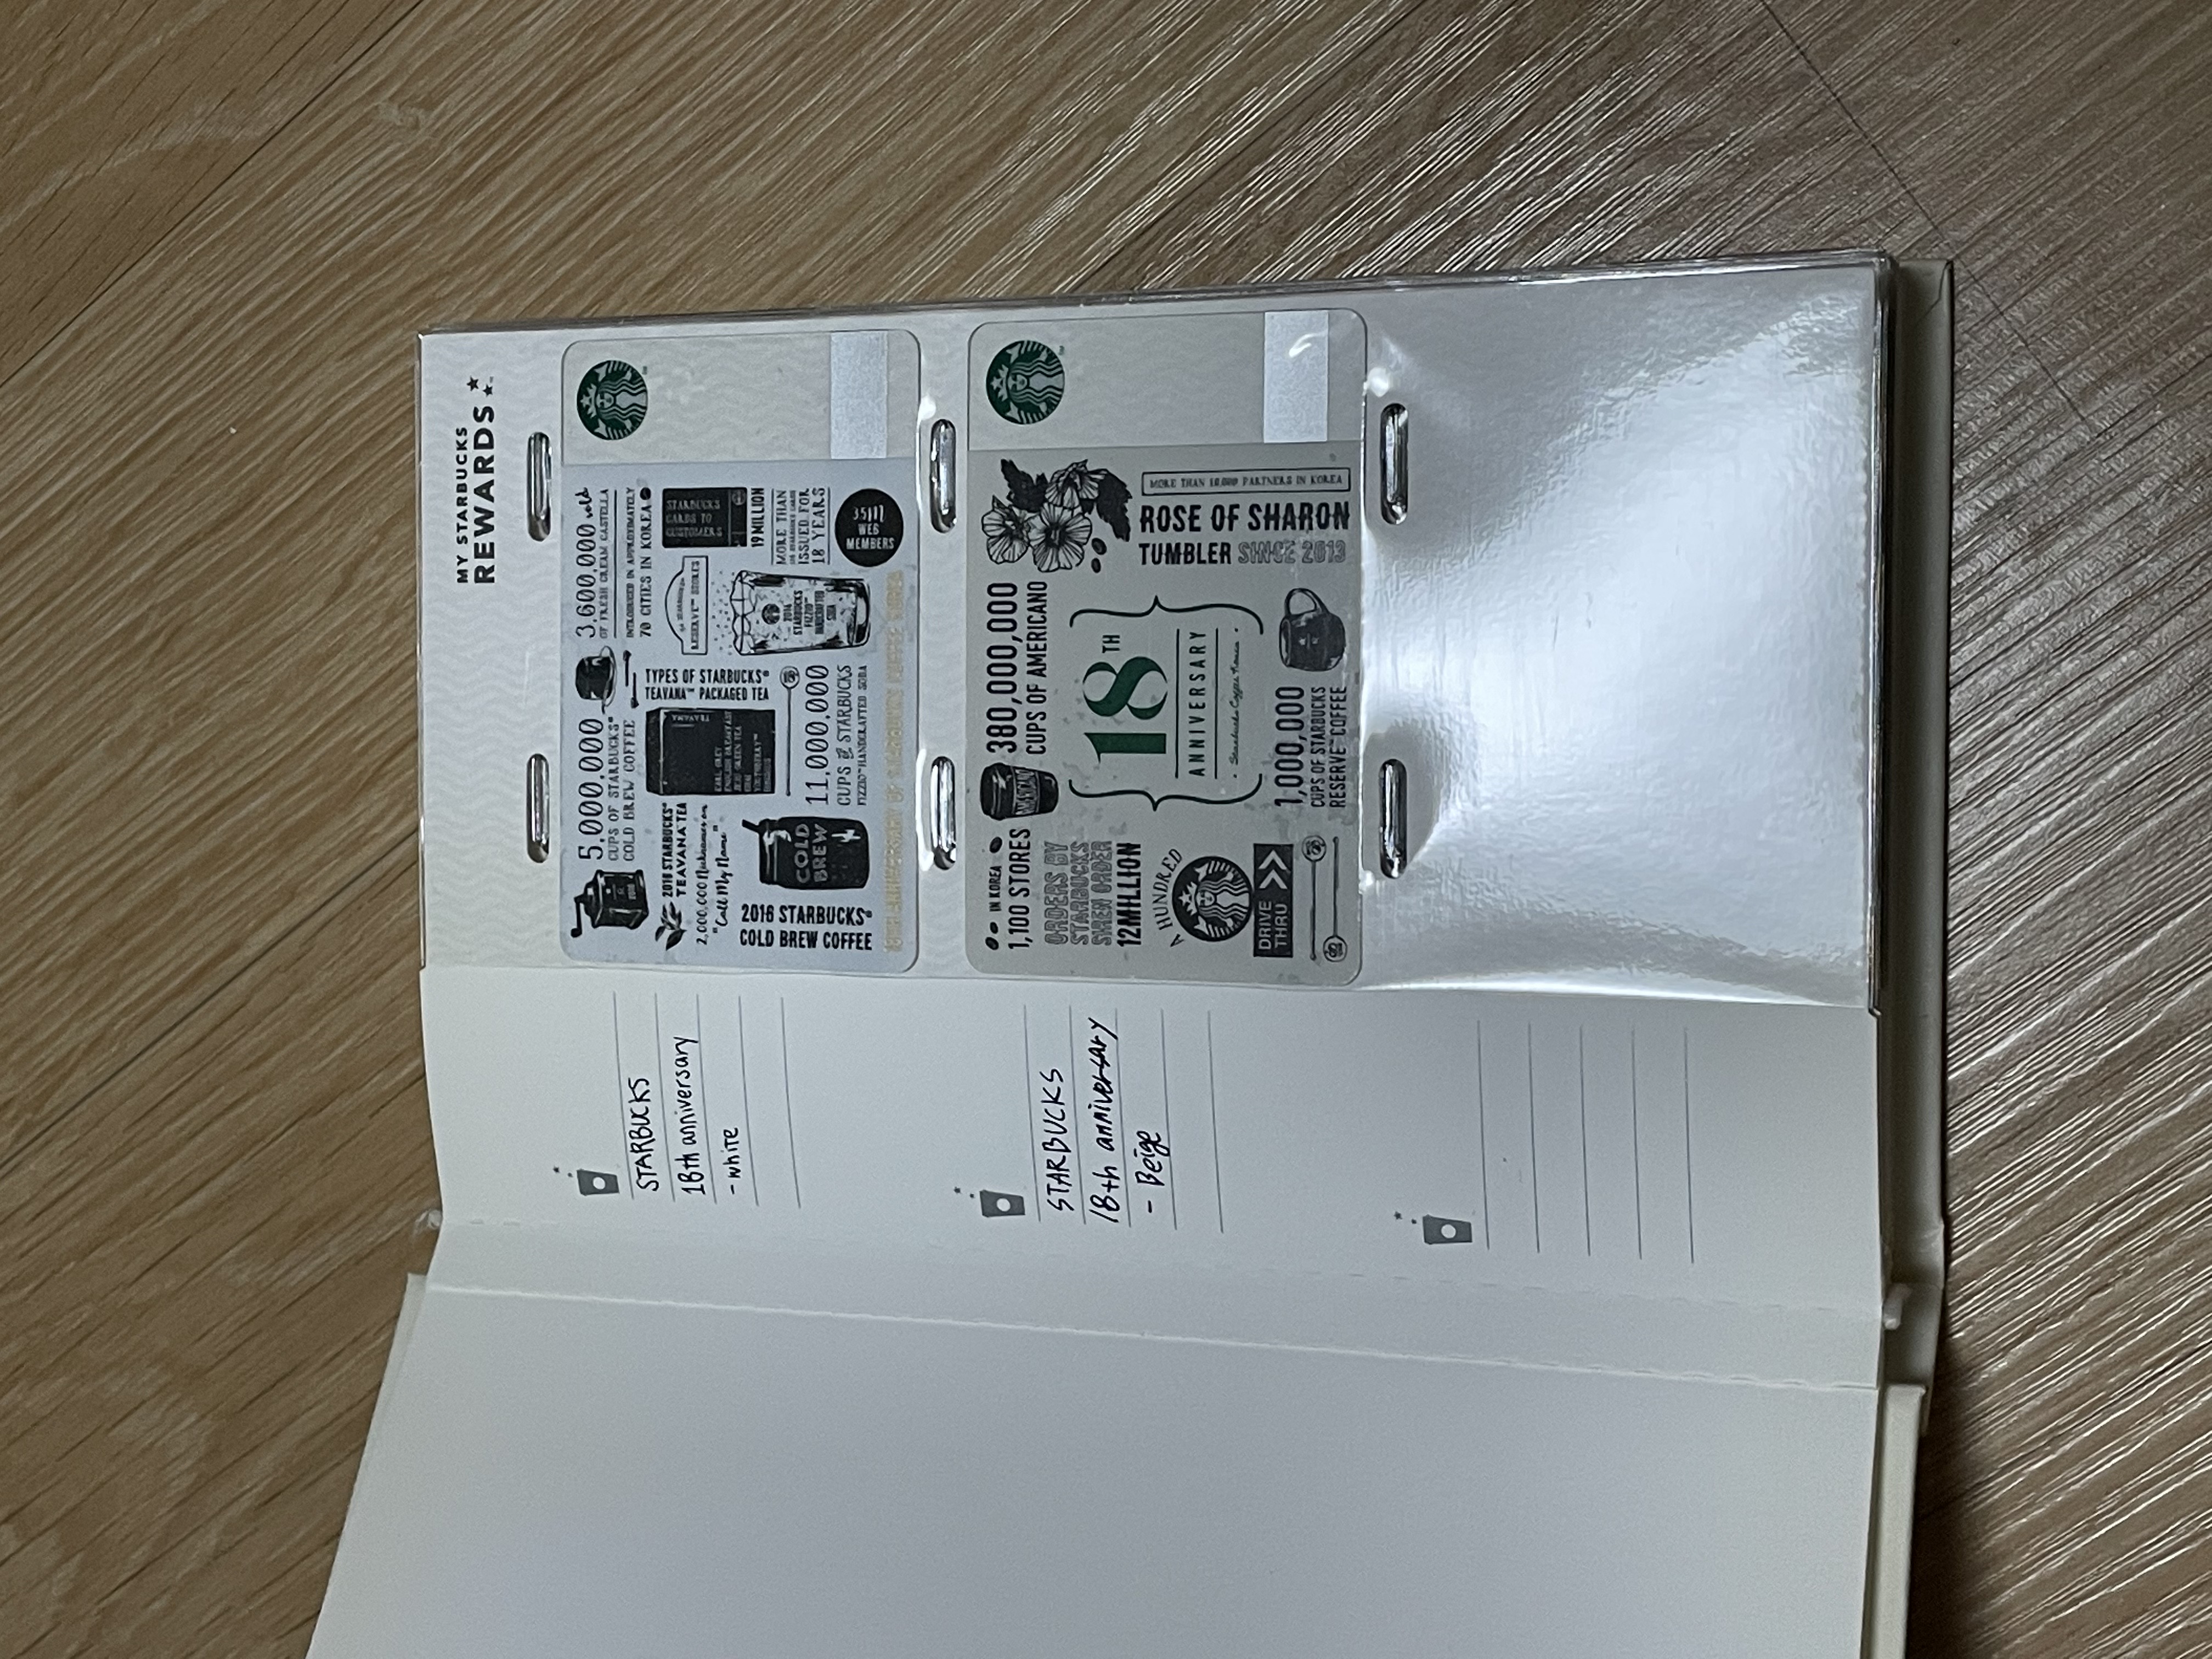 MY STARBUCKS
REWARDS
STARBUCKS
18th anniversary
- white
5,000,000
CUPS OF STARBUCKS®
COLD BREW COFFEE
3,600,000 sold
OF FRESH CREAM CASTELLA
INTRODUCED IN APPROXIMATELY
70 CITIES IN KOREA
2016 STARBUCKS®
TEAVANA™ TEA
2,000,000 Nicknames on
"Call My Name"
TEAVANA
EARL GREY
ENGLISH BREAKFAST
CHAI
YOUTHBERRY™
TYPES OF STARBUCKS®
TEAVANA™ PACKAGED TEA
RESERVE™ STORES
STARBUCKS
CARDS TO
CUSTOMERS
19 MILLION
MORE THAN
ISSUED FOR
18 YEARS
2016 STARBUCKS®
COLD BREW COFFEE
COLD
BREW
11,000,000
CUPS OF STARBUCKS
FIZZIO™ HANDCRAFTED SODA
2016
STARBUCKS
FIZZIO™
HANDCRAFTED
SODA
WEB
MEMBERS
18TH ANNIVERSARY OF STARBUCKS COFFEE KOREA
STARBUCKS
18th anniversary
- Beige
IN KOREA
1,100 STORES
AMERICANO
380,000,000
CUPS OF AMERICANO
ORDERS BY
STARBUCKS
SIREN ORDER
12MILLION
18TH
ANNIVERSARY
Starbucks Coffee Korea
A HUNDRED
DRIVE
THRU
1,000,000
CUPS OF STARBUCKS
RESERVE™ COFFEE
MORE THAN 10,000 PARTNERS IN KOREA
ROSE OF SHARON
TUMBLER SINCE 2013